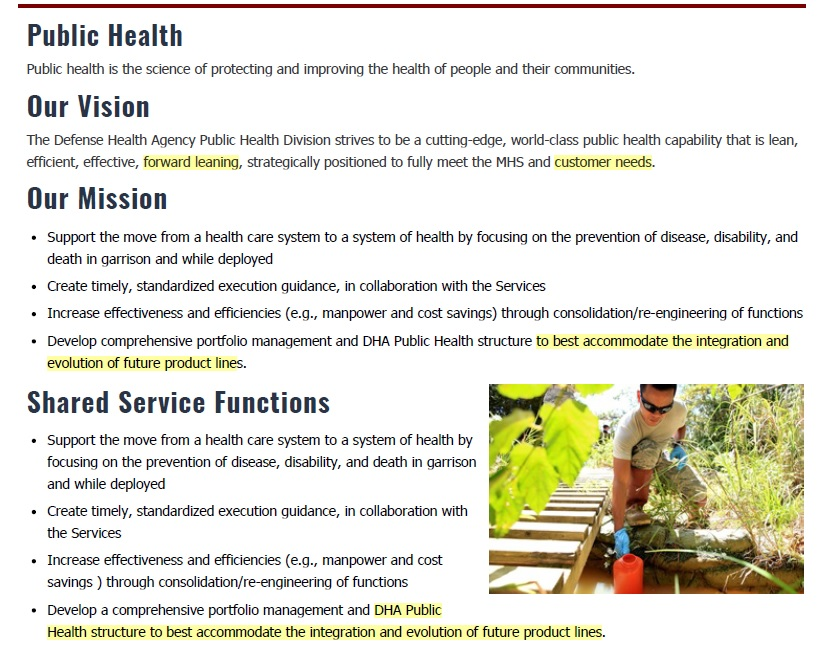 Public Health
Public health is the science of protecting and improving the health of people and their communities.
Our Vision
The Defense Health Agency Public Health Division strives to be a cutting-edge, world-class public health capability that is lean,
efficient, effective, forward leaning, strategically positioned to fully meet the MHS and customer needs.
Our Mission
• Support the move from a health care system to a system of health by focusing on the prevention of disease, disability, and
death in garrison and while deployed
• Create timely, standardized execution guidance, in collaboration with the Services
• Increase effectiveness and efficiencies (e.g., manpower and cost savings) through consolidation/re-engineering of functions
• Develop comprehensive portfolio management and DHA Public Health structure to best accommodate the integration and
evolution of future product lines.
Shared Service Functions
• Support the move from a health care system to a system of health by
focusing on the prevention of disease, disability, and death in garrison
and while deployed
• Create timely, standardized execution guidance, in collaboration with
the Services
• Increase effectiveness and efficiencies (e.g., manpower and cost
savings ) through consolidation/re-engineering of functions
• Develop a comprehensive portfolio management and DHA Public
Health structure to best accommodate the integration and evolution of future product lines.